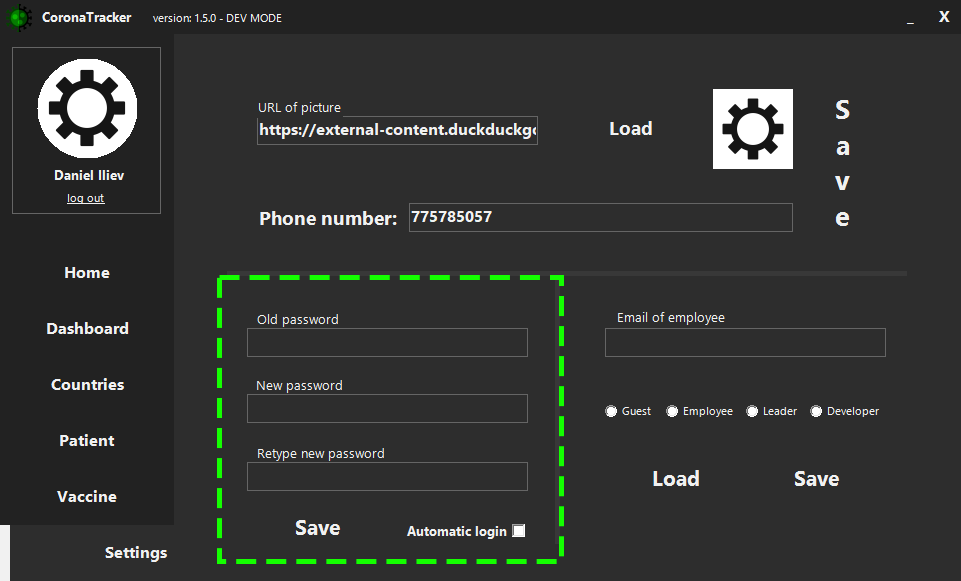 CoronaTracker version: 1.5.0 - DEV MODE _ X
Daniel Iliev
log out
Home
Dashboard
Countries
Patient
Vaccine
Settings
URL of picture
https://external-content.duckduckgo
Load
S
a
v
e
Phone number: 775785057
Old password
New password
Retype new password
Save Automatic login
Email of employee
Guest Employee Leader Developer
Load Save